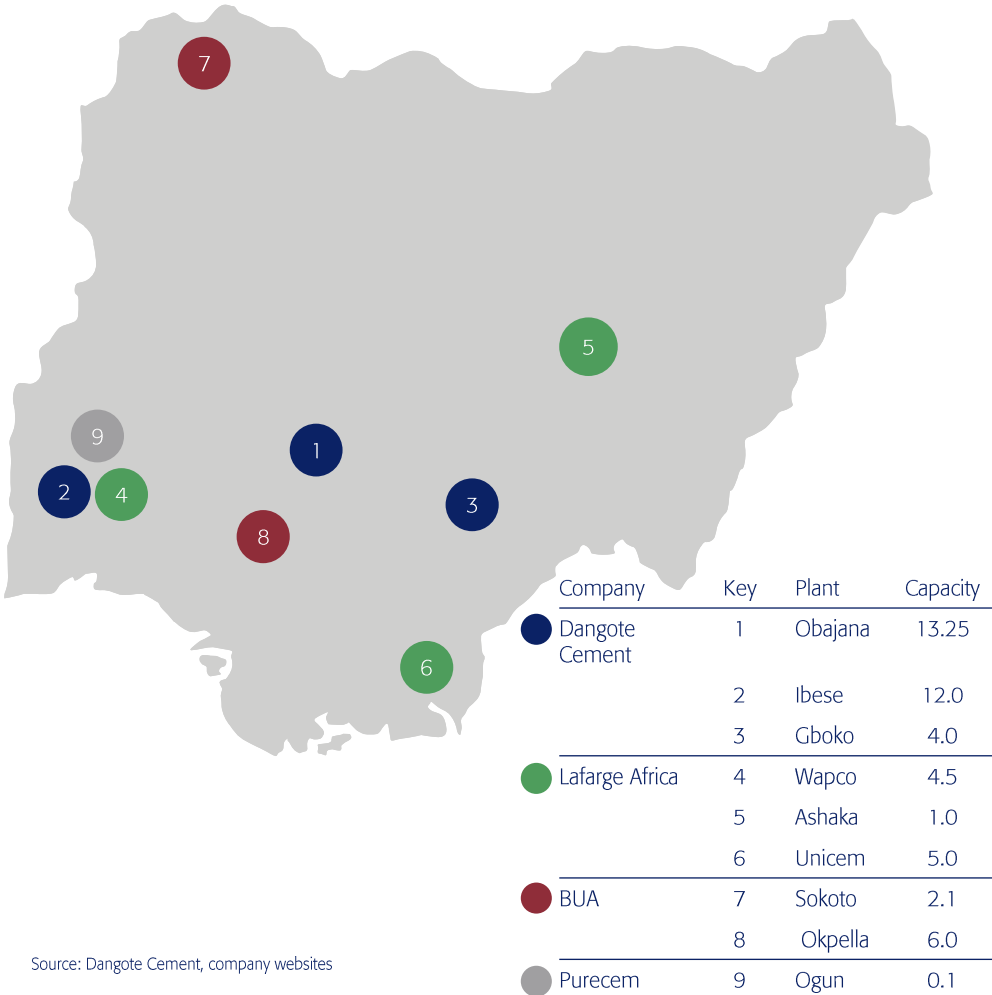 7
5
9
1
2
4
3
8
6
Company Key Plant Capacity
Dangote Cement 1 Obajana 13.25
2 Ibese 12.0
3 Gboko 4.0
Lafarge Africa 4 Wapco 4.5
5 Ashaka 1.0
6 Unicem 5.0
BUA 7 Sokoto 2.1
8 Okpella 6.0
Purecem 9 Ogun 0.1
Source: Dangote Cement, company websites